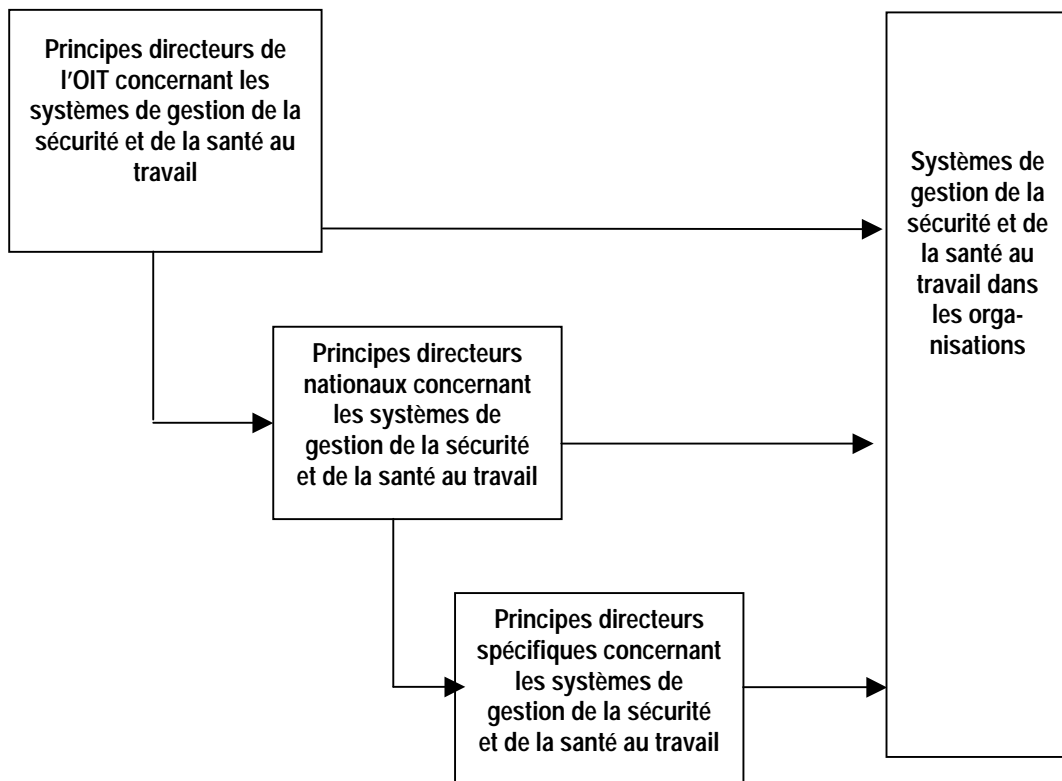 Principes directeurs de
l'OIT concernant les
systèmes de gestion de la
sécurité et de la santé au
travail
Systèmes de
gestion de la
sécurité et de
la santé au
travail dans
les orga-
nisations
Principes directeurs
nationaux concernant
les systèmes de
gestion de la sécurité
et de la santé au travail
Principes directeurs
spécifiques concernant
les systèmes de
gestion de la sécurité
et de la santé au travail